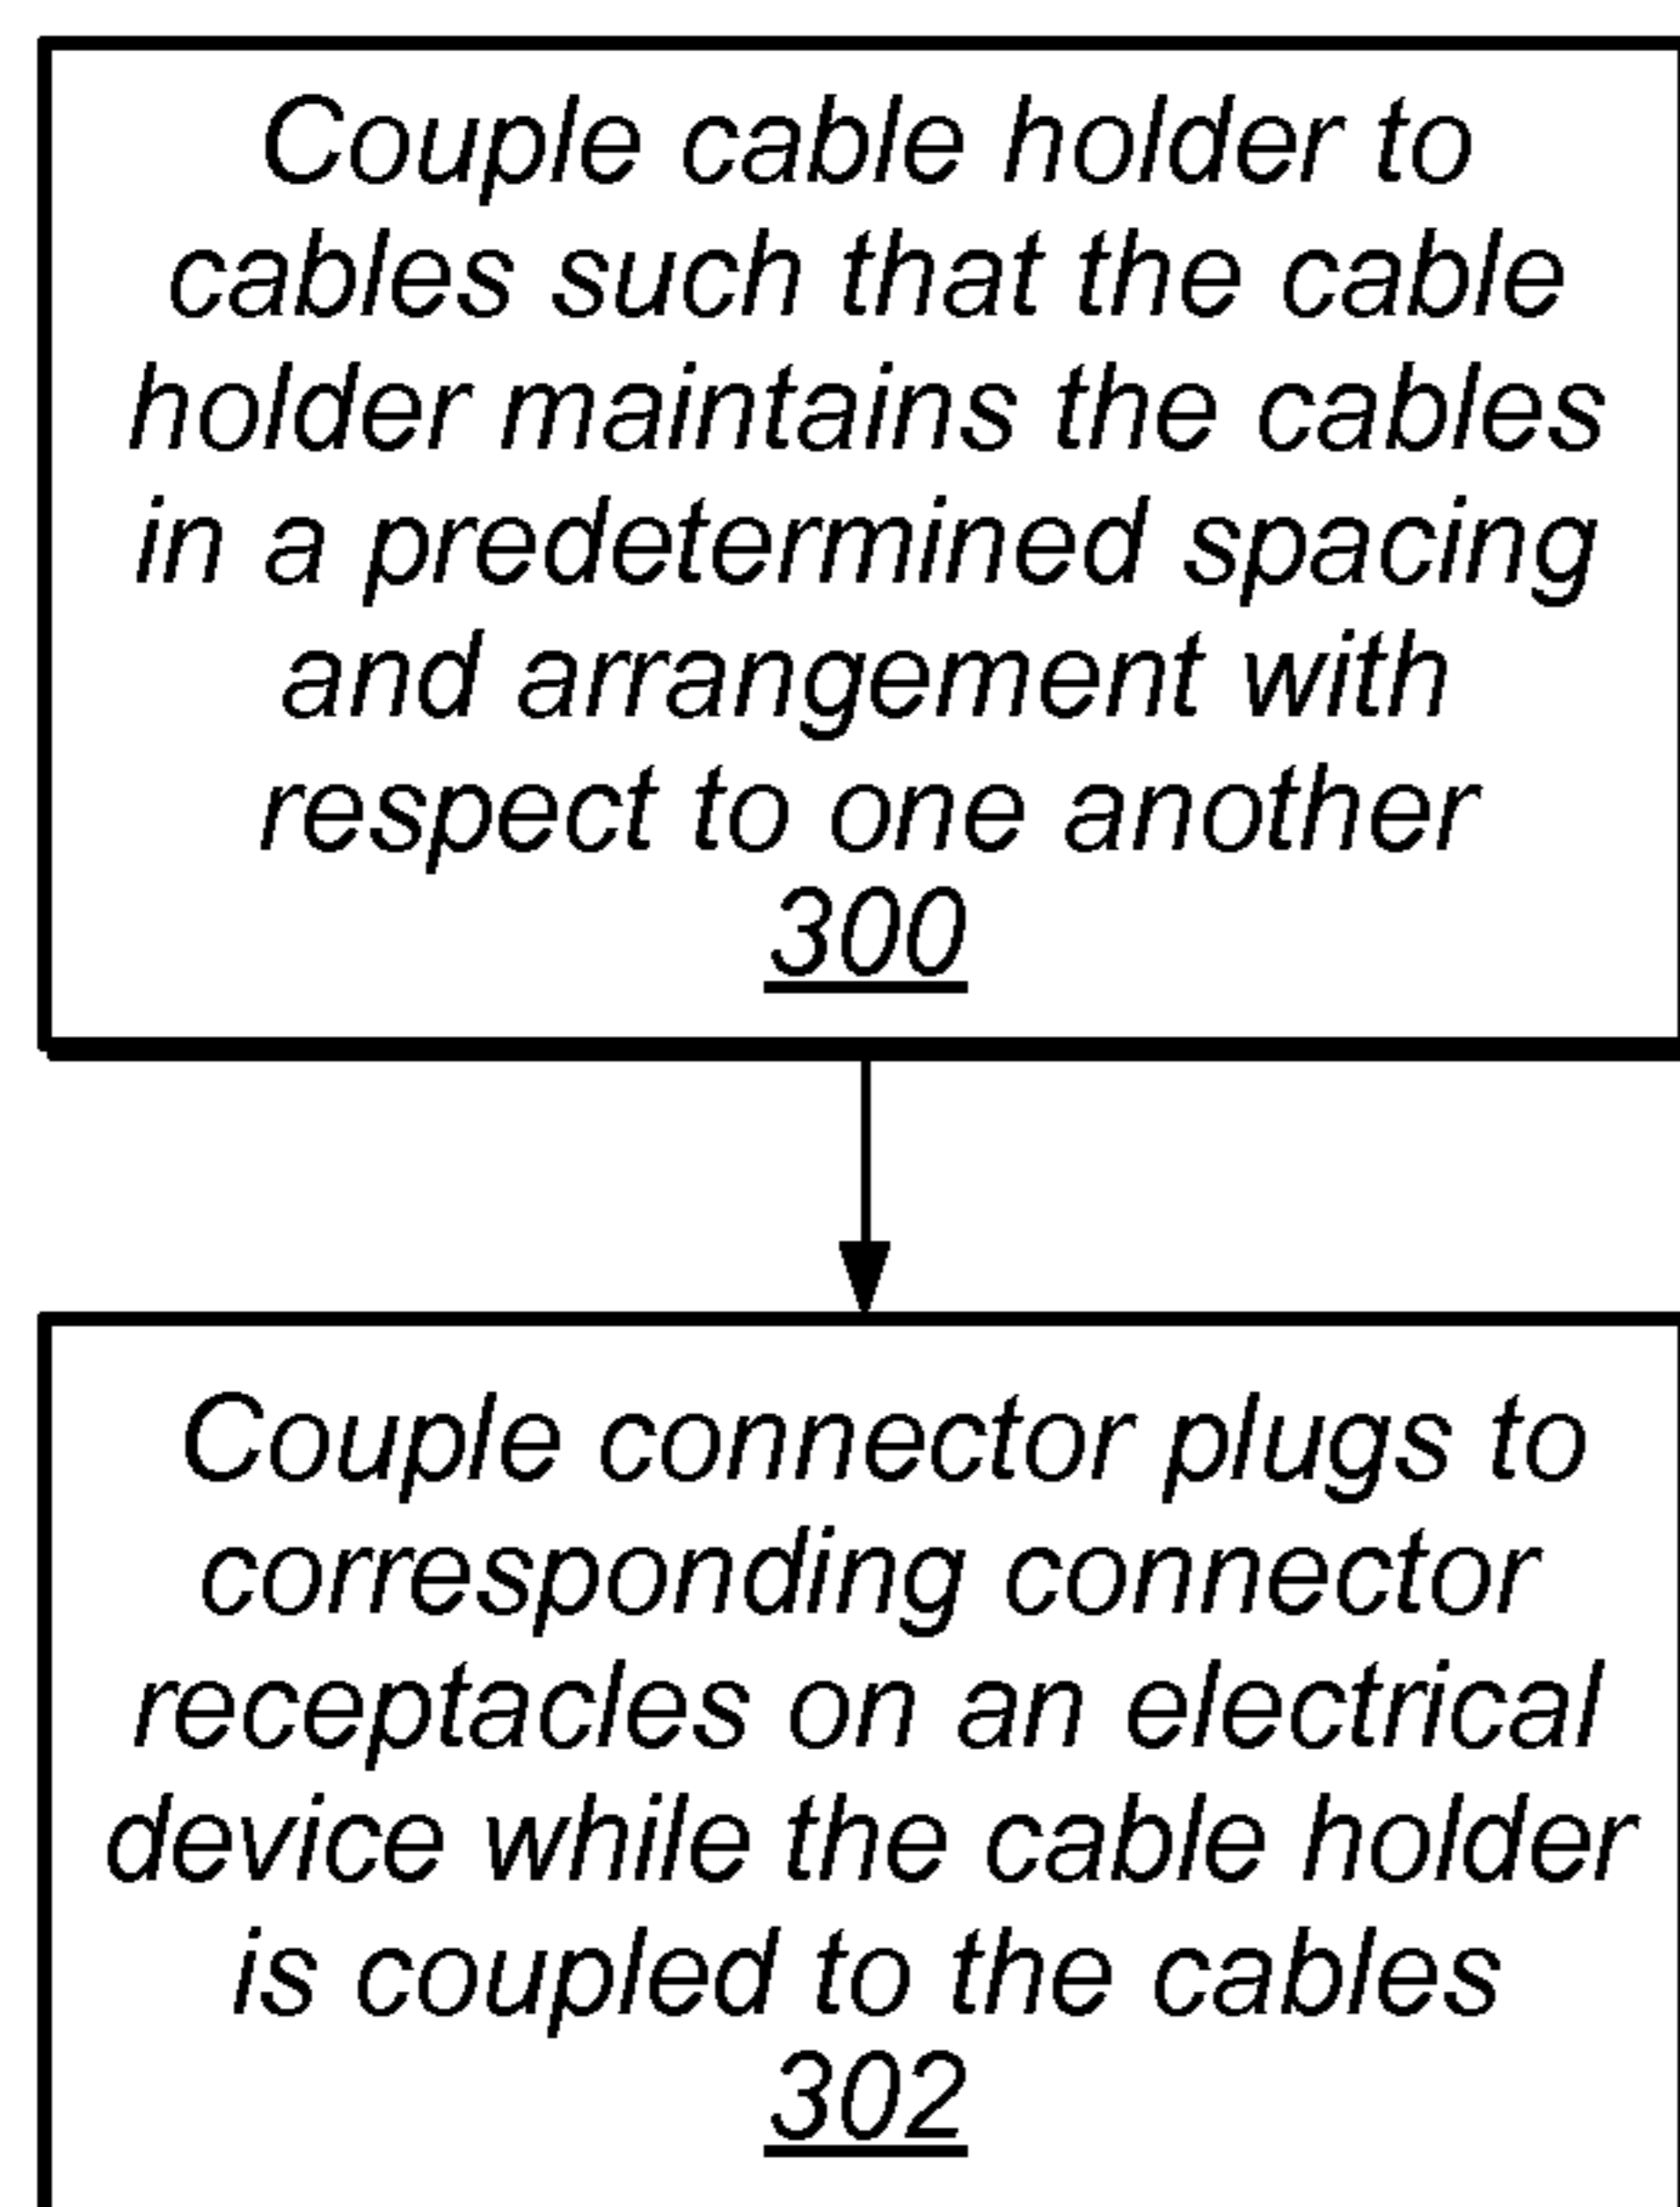 Couple cable holder to
cables such that the cable
holder maintains the cables
in a predetermined spacing
and arrangement with
respect to one another
300
Couple connector plugs to
corresponding connector
receptacles on an electrical
device while the cable holder
is coupled to the cables
302